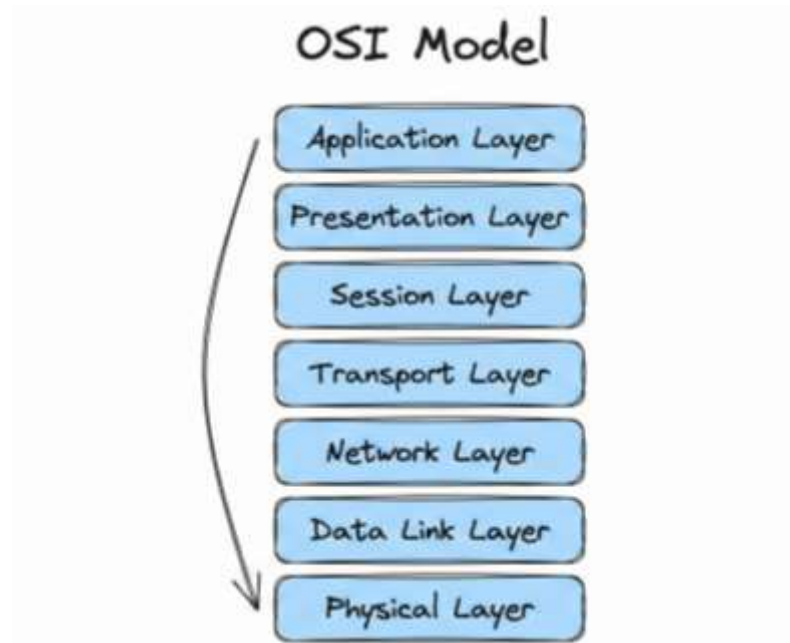 OSI Model
Application Layer
Presentation Layer
Session Layer
Transport Layer
Network Layer
Data Link Layer
Physical Layer